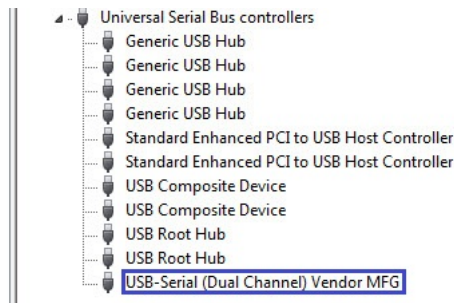 Universal Serial Bus controllers
Generic USB Hub
Generic USB Hub
Generic USB Hub
Generic USB Hub
Standard Enhanced PCI to USB Host Controller
Standard Enhanced PCI to USB Host Controller
USB Composite Device
USB Composite Device
USB Root Hub
USB Root Hub
USB-Serial (Dual Channel) Vendor MFG